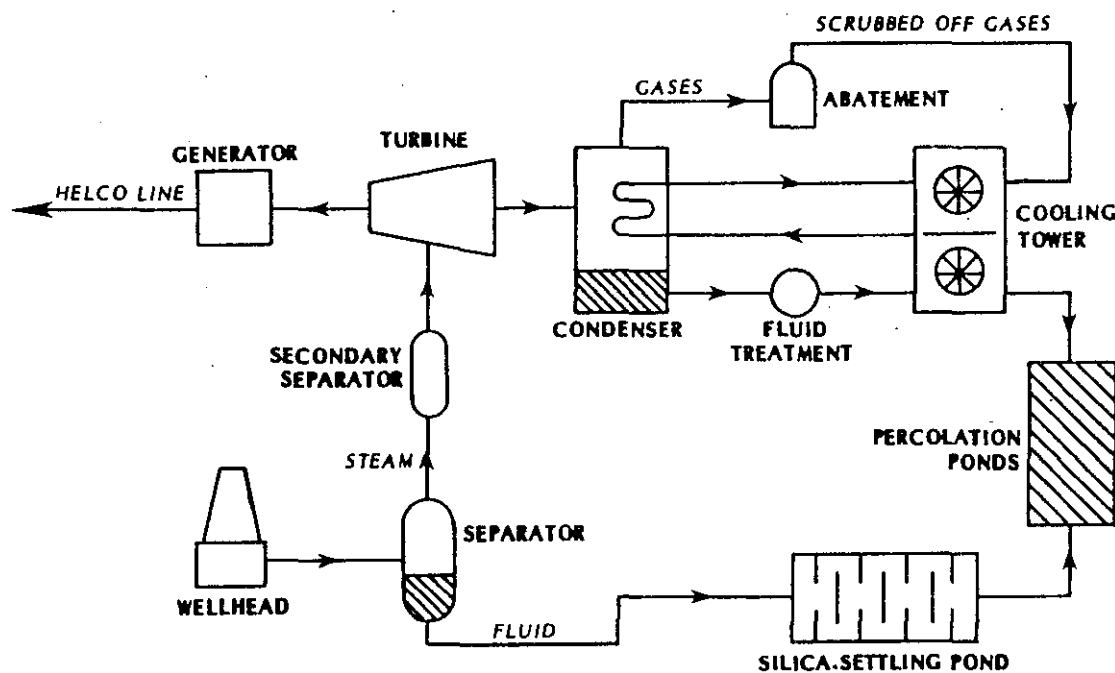 SCRUBBED OFF GASES
GASES
ABATEMENT
TURBINE
GENERATOR
HELCO LINE
COOLING
TOWER
CONDENSER
FLUID
TREATMENT
SECONDARY
SEPARATOR
PERCOLATION
PONDS
STEAM
SEPARATOR
WELLHEAD
FLUID
SILICA-SETTLING POND